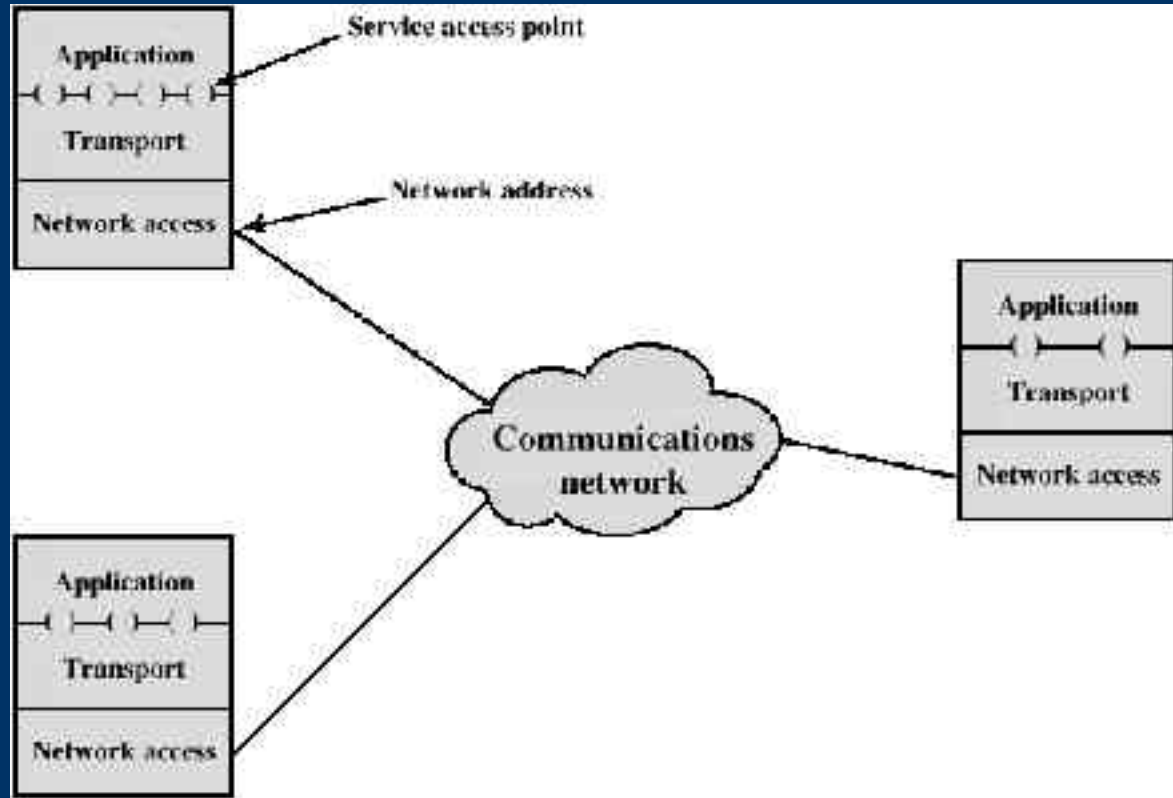 Service access point
Application
Transport
Network address
Network access
Application
Transport
Network access
Communications
network
Application
Transport
Network access